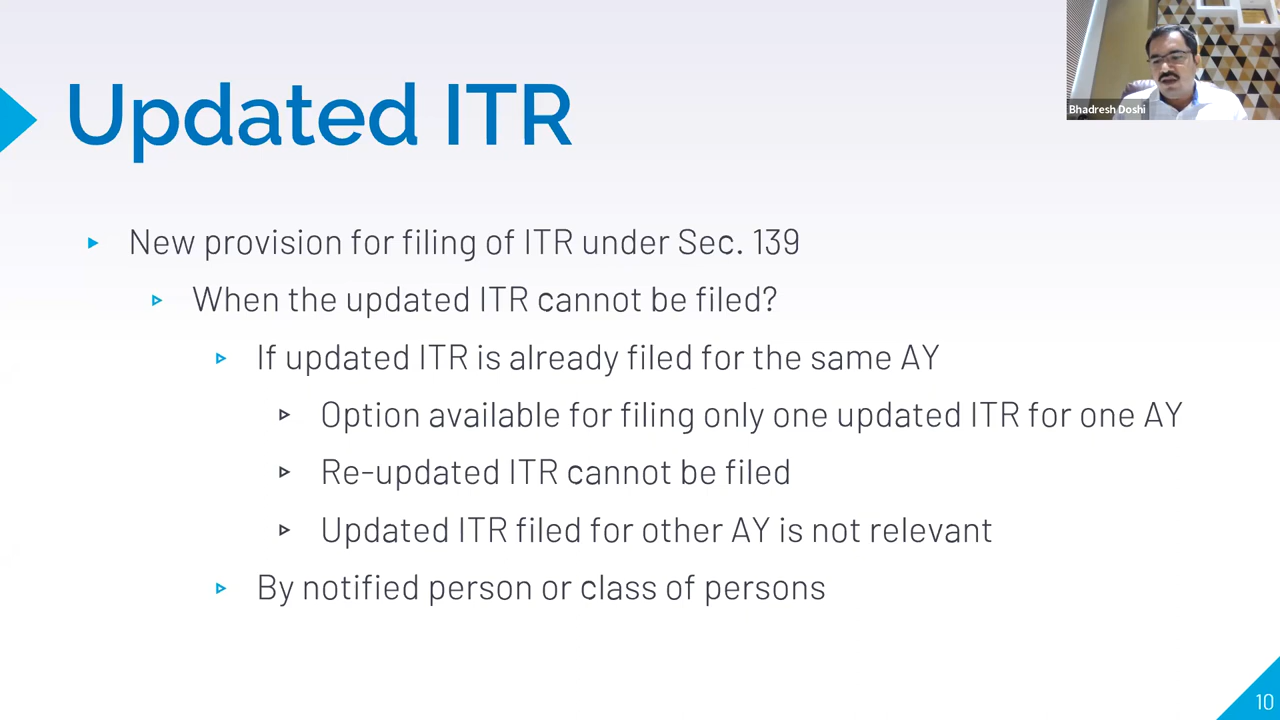 Bhadresh Doshi
Updated ITR
New provision for filing of ITR under Sec. 139
When the updated ITR cannot be filed?
If updated ITR is already filed for the same AY
Option available for filing only one updated ITR for one AY
Re-updated ITR cannot be filed
Updated ITR filed for other AY is not relevant
By notified person or class of persons
10